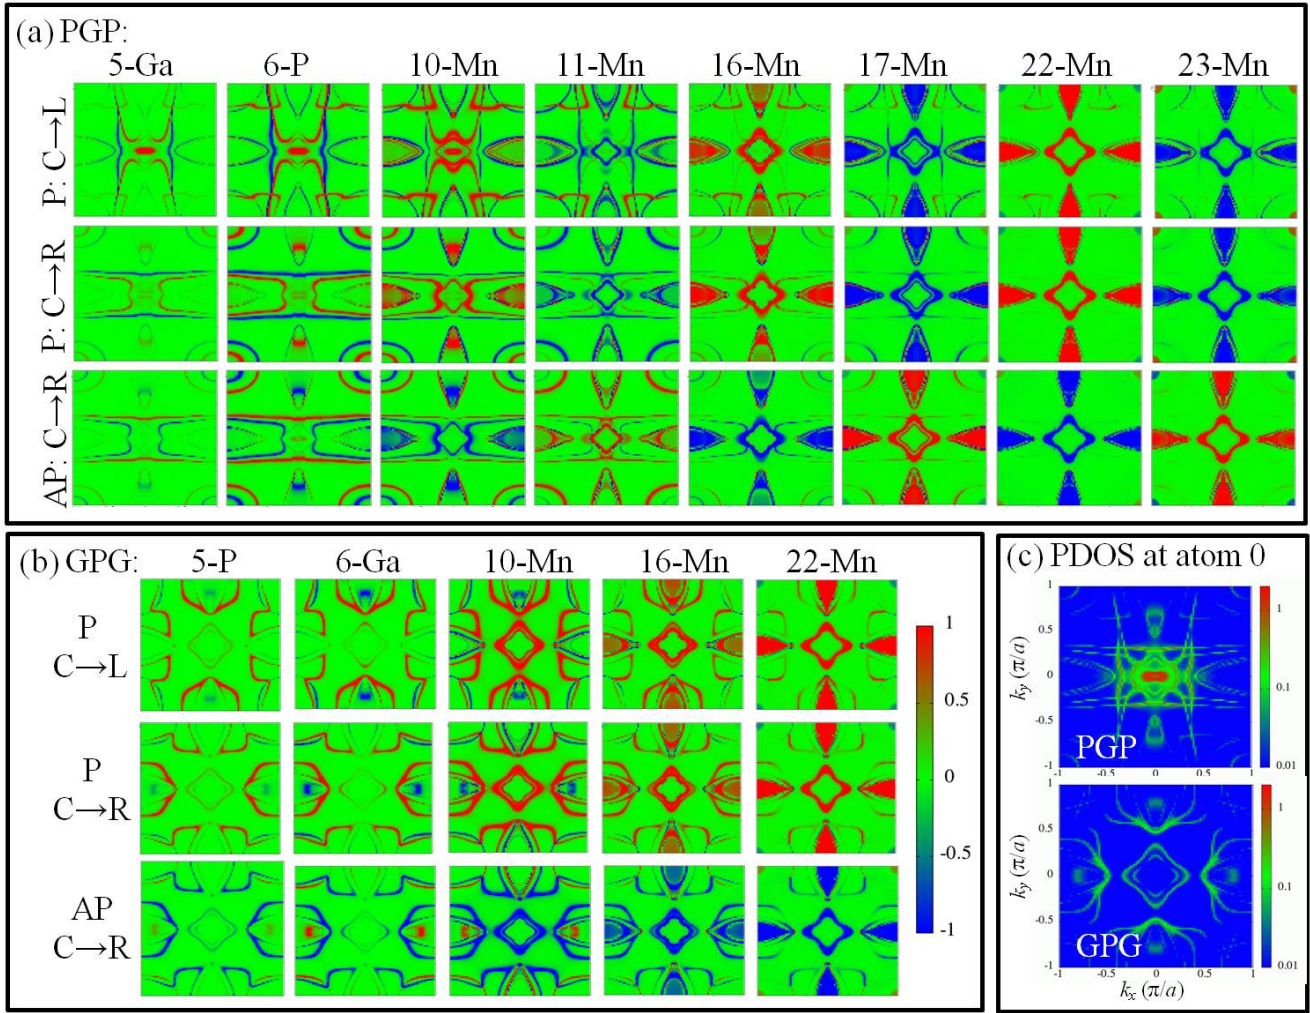 (a) PGP:
5-Ga 6-P 10-Mn 11-Mn 16-Mn 17-Mn 22-Mn 23-Mn
P: C→L
P: C→R
AP: C→R
(b) GPG:
5-P 6-Ga 10-Mn 16-Mn 22-Mn
P
C→L
P
C→R
AP
C→R
1
0.5
0
-0.5
-1
(c) PDOS at atom 0
1
0.5
0
-0.5
-1
k_y (π/a)
PGP
-1 -0.5 0 0.5 1
1
0.1
0.01
1
0.5
0
-0.5
-1
k_y (π/a)
GPG
-1 -0.5 0 0.5 1
k_x (π/a)
1
0.1
0.01